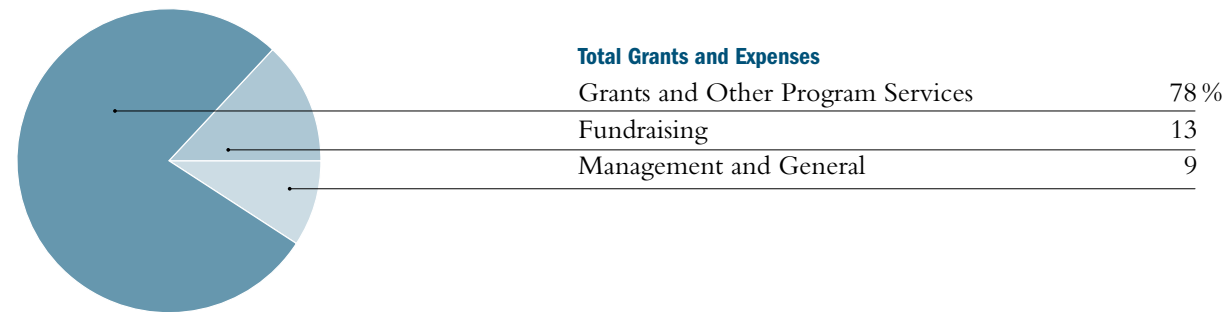 Total Grants and Expenses
Grants and Other Program Services 78 %
Fundraising 13
Management and General 9